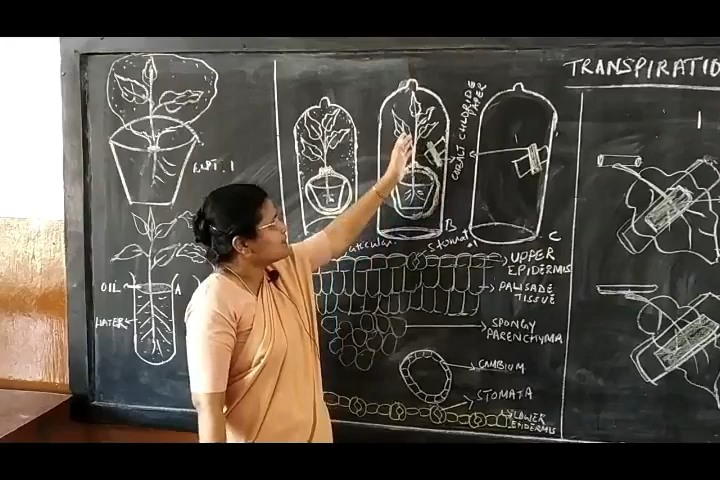 TRANSPIRATIO
COBALT CHLORIDE
PAPER
EXPT. 1
B
C
Stomata
UPPER
EPIDERMIS
OIL
A
PALISADE
TISSUE
WATER
SPONGY
PARENCHYMA
CAMBIUM
STOMATA
LOWER
EPIDERMIS